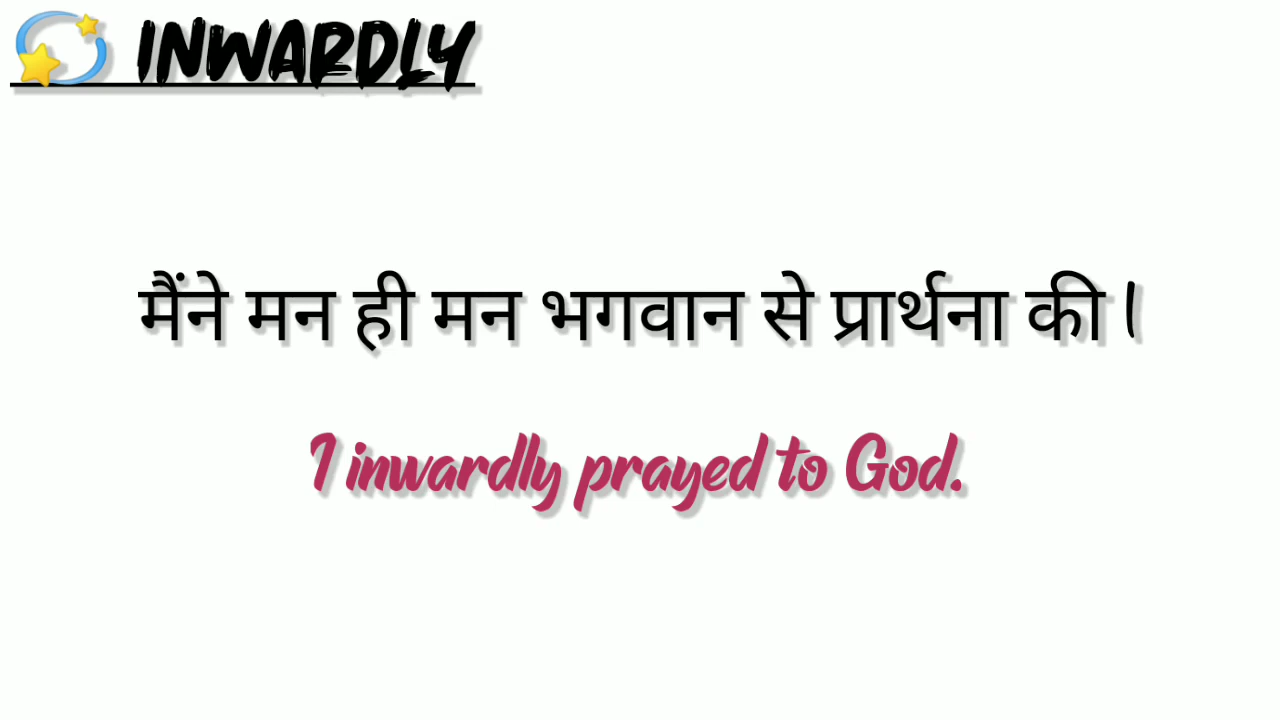 INWARDLY
मैंने मन ही मन भगवान से प्रार्थना की ।
I inwardly prayed to God.